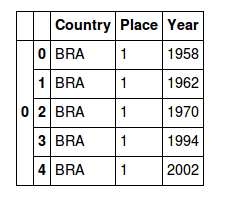 Country Place Year
0 0 BRA 1 1958
1 BRA 1 1962
2 BRA 1 1970
3 BRA 1 1994
4 BRA 1 2002